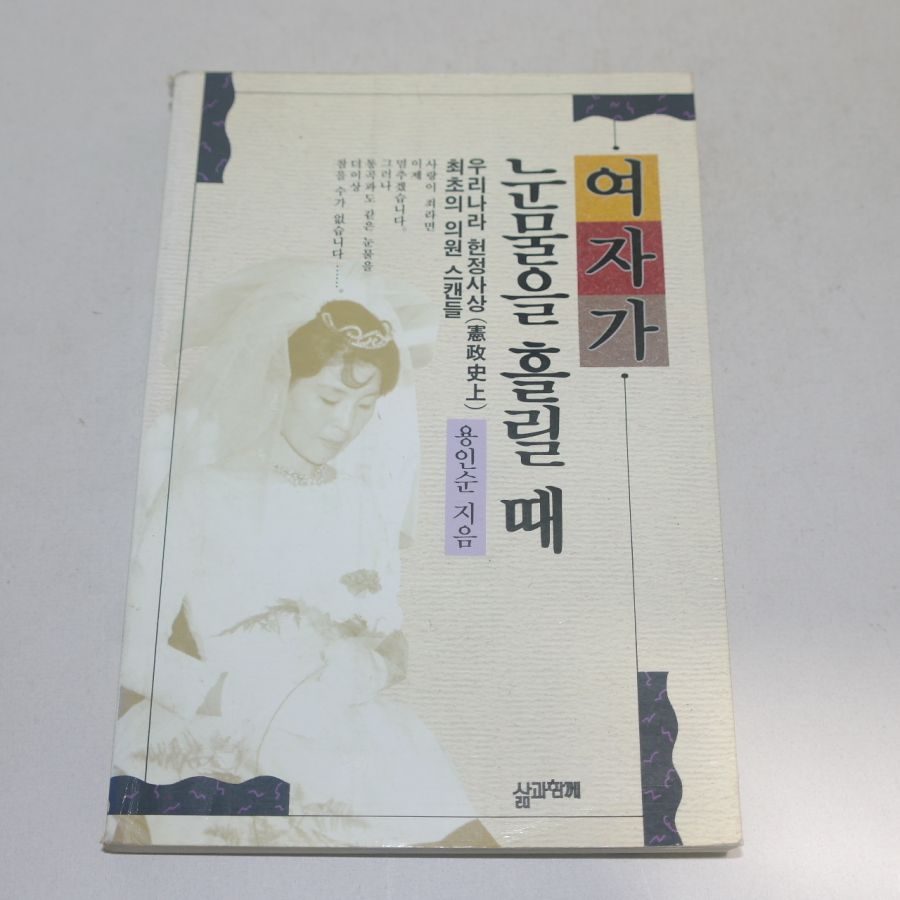 여자가
눈물을 흘릴 때
우리나라 헌정사상(憲政史上)
최초의 의원 스캔들
용인순 지음
사랑이 죄라면
이제
멈추겠습니다.
그러나
통곡과도 같은 눈물을
더이상
참을 수가 없습니다 …….
삶과함께